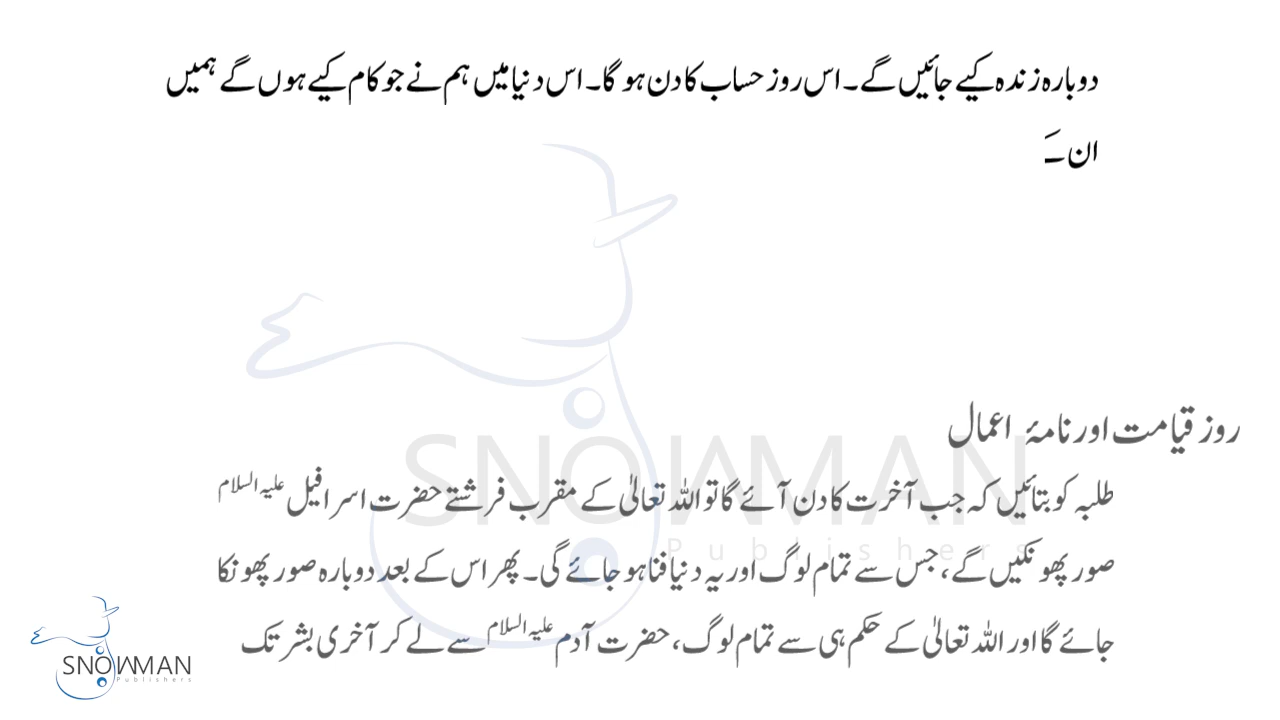 دوبارہ زندہ کیے جائیں گے۔ اس روز حساب کا دن ہو گا۔ اس دنیا میں ہم نے جو کام کیے ہوں گے ہمیں
ان
روز قیامت اور نامۂ اعمال
طلبہ کو بتائیں کہ جب آخرت کا دن آئے گا تو اللہ تعالیٰ کے مقرب فرشتے حضرت اسرافیل علیہ السلام
صور پھونکیں گے، جس سے تمام لوگ اور یہ دنیا فنا ہو جائے گی۔ پھر اس کے بعد دوبارہ صور پھونکا
جائے گا اور اللہ تعالیٰ کے حکم ہی سے تمام لوگ، حضرت آدم علیہ السلام سے لے کر آخری بشر تک
SNOWMAN
Publishers
SNOWMAN
Publishers